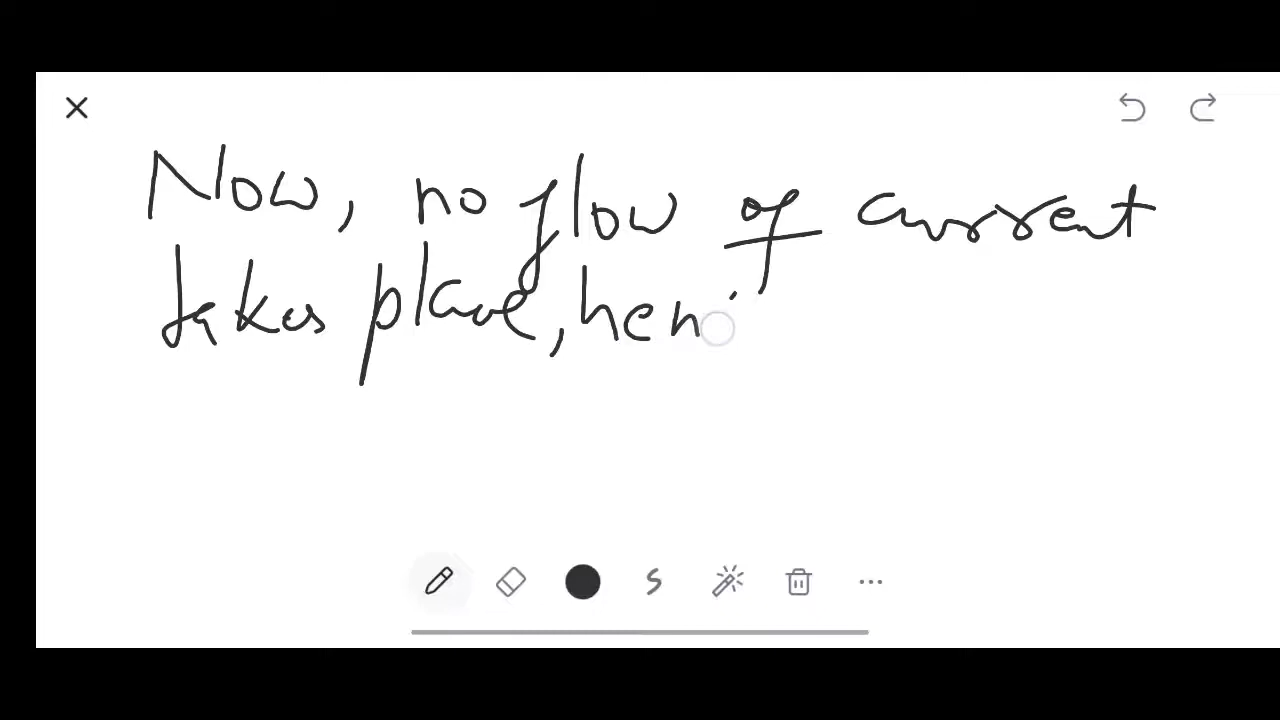 Now, no flow of current
takes place, hen